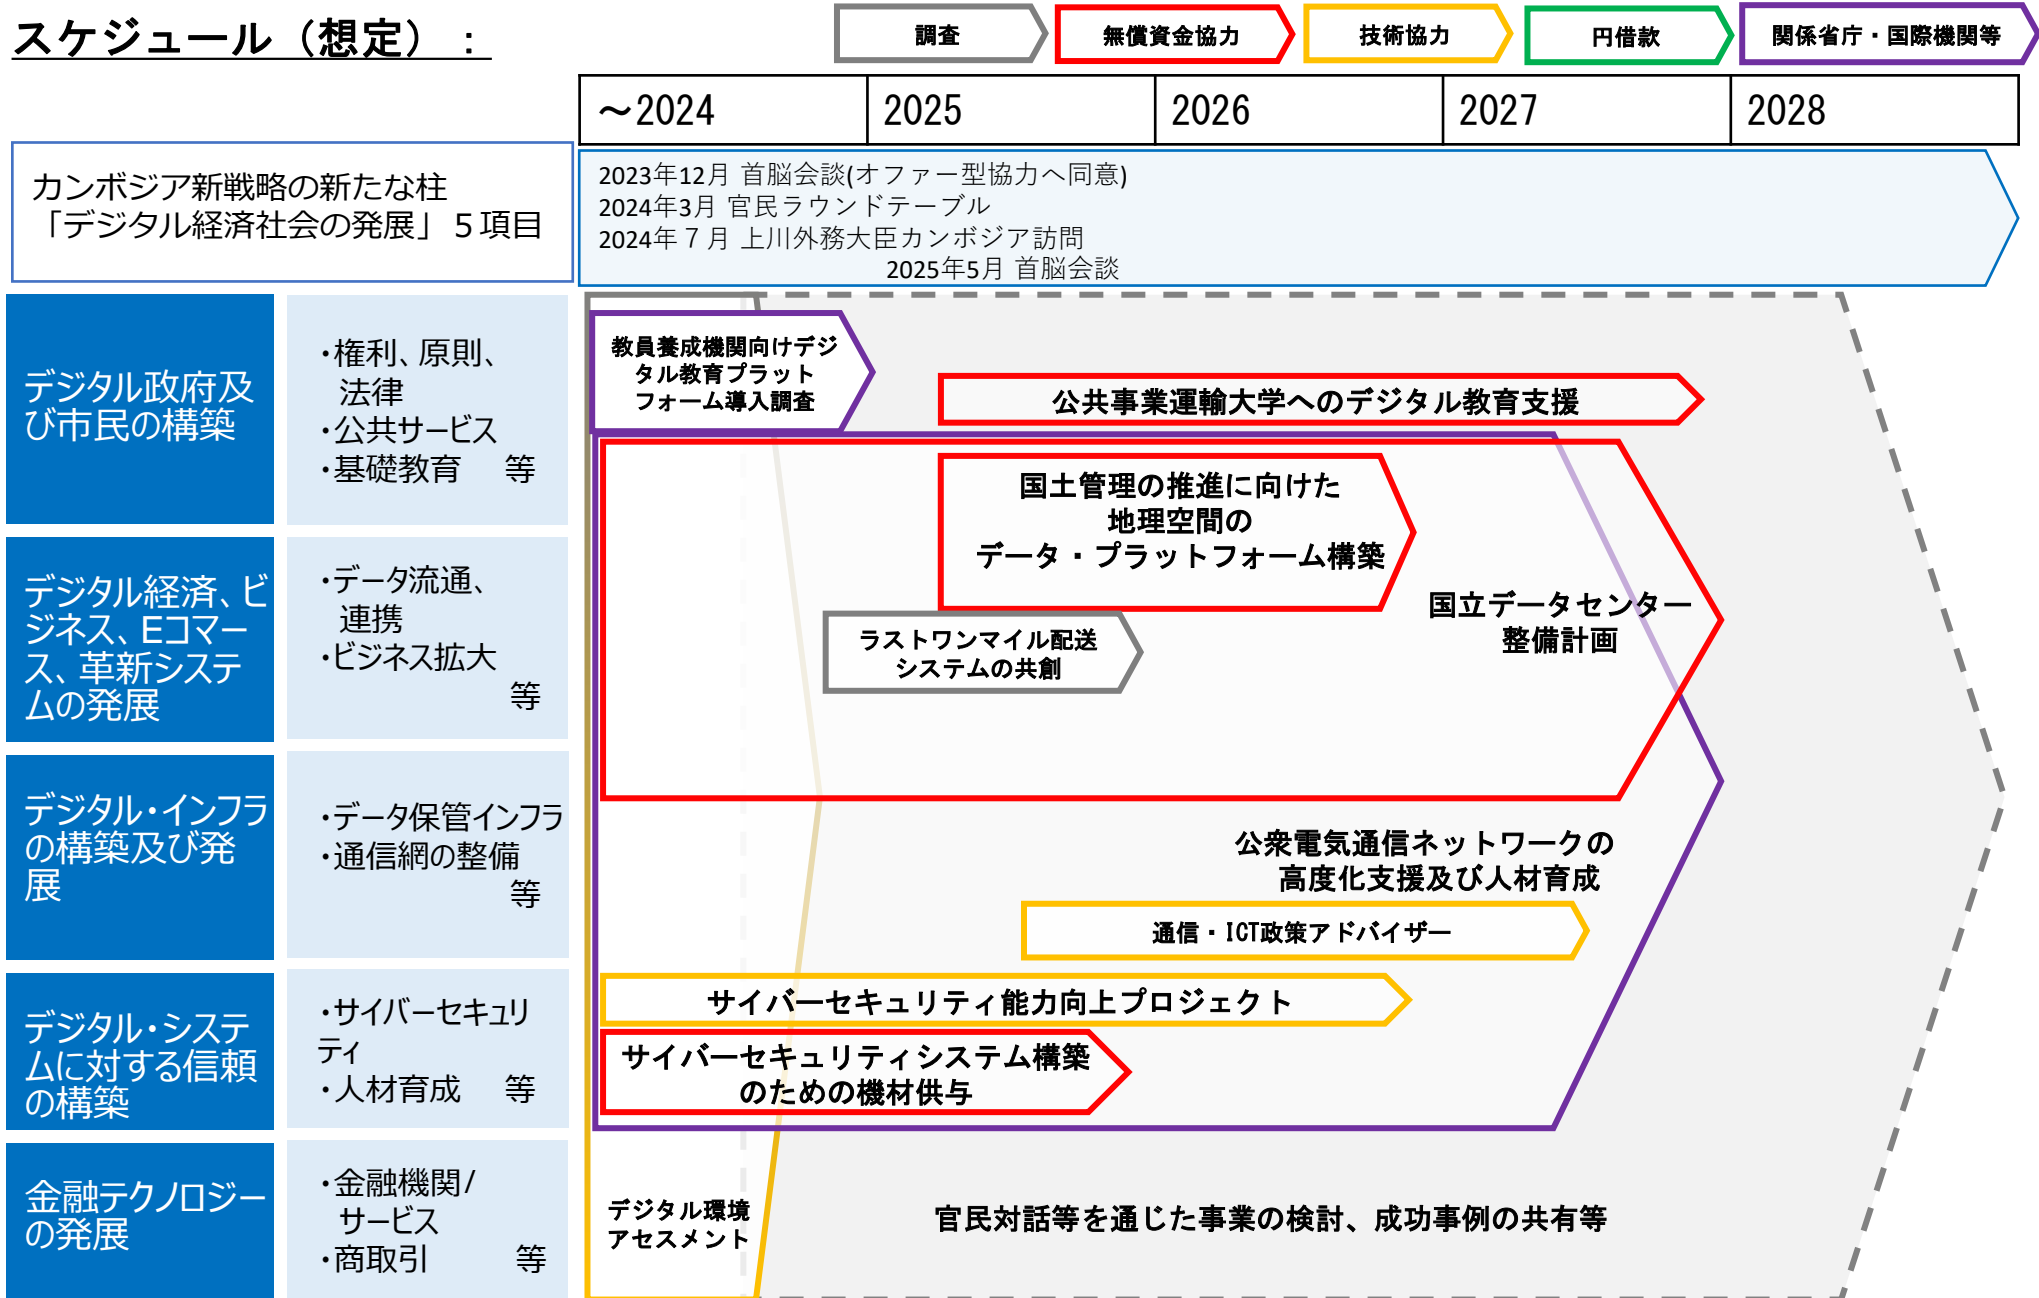 スケジュール（想定）：
調査
無償資金協力
技術協力
円借款
関係省庁・国際機関等
～2024
2025
2026
2027
2028
カンボジア新戦略の新たな柱
「デジタル経済社会の発展」５項目
2023年12月 首脳会談(オファー型協力へ同意)
2024年3月 官民ラウンドテーブル
2024年７月 上川外務大臣カンボジア訪問
2025年5月 首脳会談
デジタル政府及
び市民の構築
・権利、原則、
法律
・公共サービス
・基礎教育　等
教員養成機関向けデジ
タル教育プラット
フォーム導入調査
公共事業運輸大学へのデジタル教育支援
国土管理の推進に向けた
地理空間の
データ・プラットフォーム構築
デジタル経済、ビ
ジネス、Eコマー
ス、革新システ
ムの発展
・データ流通、
連携
・ビジネス拡大
等
ラストワンマイル配送
システムの共創
国立データセンター
整備計画
デジタル・インフラ
の構築及び発
展
・データ保管インフラ
・通信網の整備
等
公衆電気通信ネットワークの
高度化支援及び人材育成
通信・ICT政策アドバイザー
デジタル・システ
ムに対する信頼
の構築
・サイバーセキュリ
ティ
・人材育成　等
サイバーセキュリティ能力向上プロジェクト
サイバーセキュリティシステム構築
のための機材供与
金融テクノロジー
の発展
・金融機関/
サービス
・商取引　等
デジタル環境
アセスメント
官民対話等を通じた事業の検討、成功事例の共有等